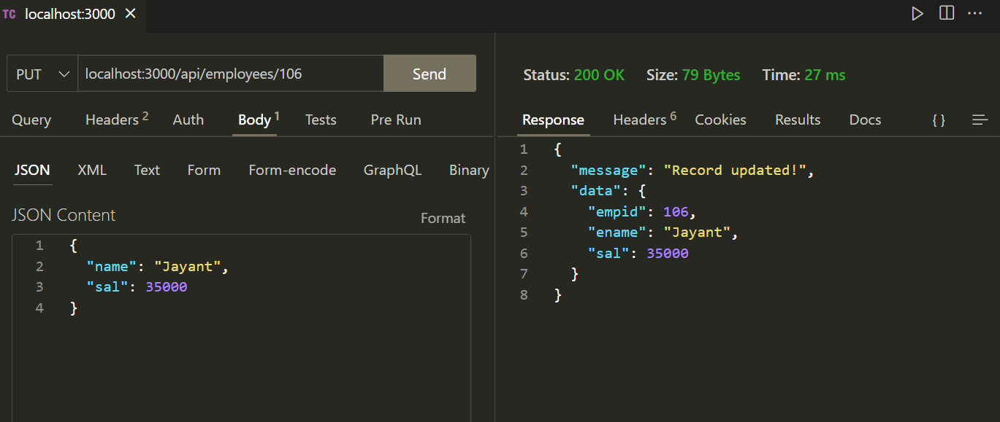 TC localhost:3000 ×
PUT localhost:3000/api/employees/106 Send
Query Headers 2 Auth Body 1 Tests Pre Run
JSON XML Text Form Form-encode GraphQL Binary
JSON Content Format
1 {
2 "name": "Jayant",
3 "sal": 35000
4 }
Status: 200 OK Size: 79 Bytes Time: 27 ms
Response Headers 6 Cookies Results Docs { }
1 {
2 "message": "Record updated!",
3 "data": {
4 "empid": 106,
5 "ename": "Jayant",
6 "sal": 35000
7 }
8 }